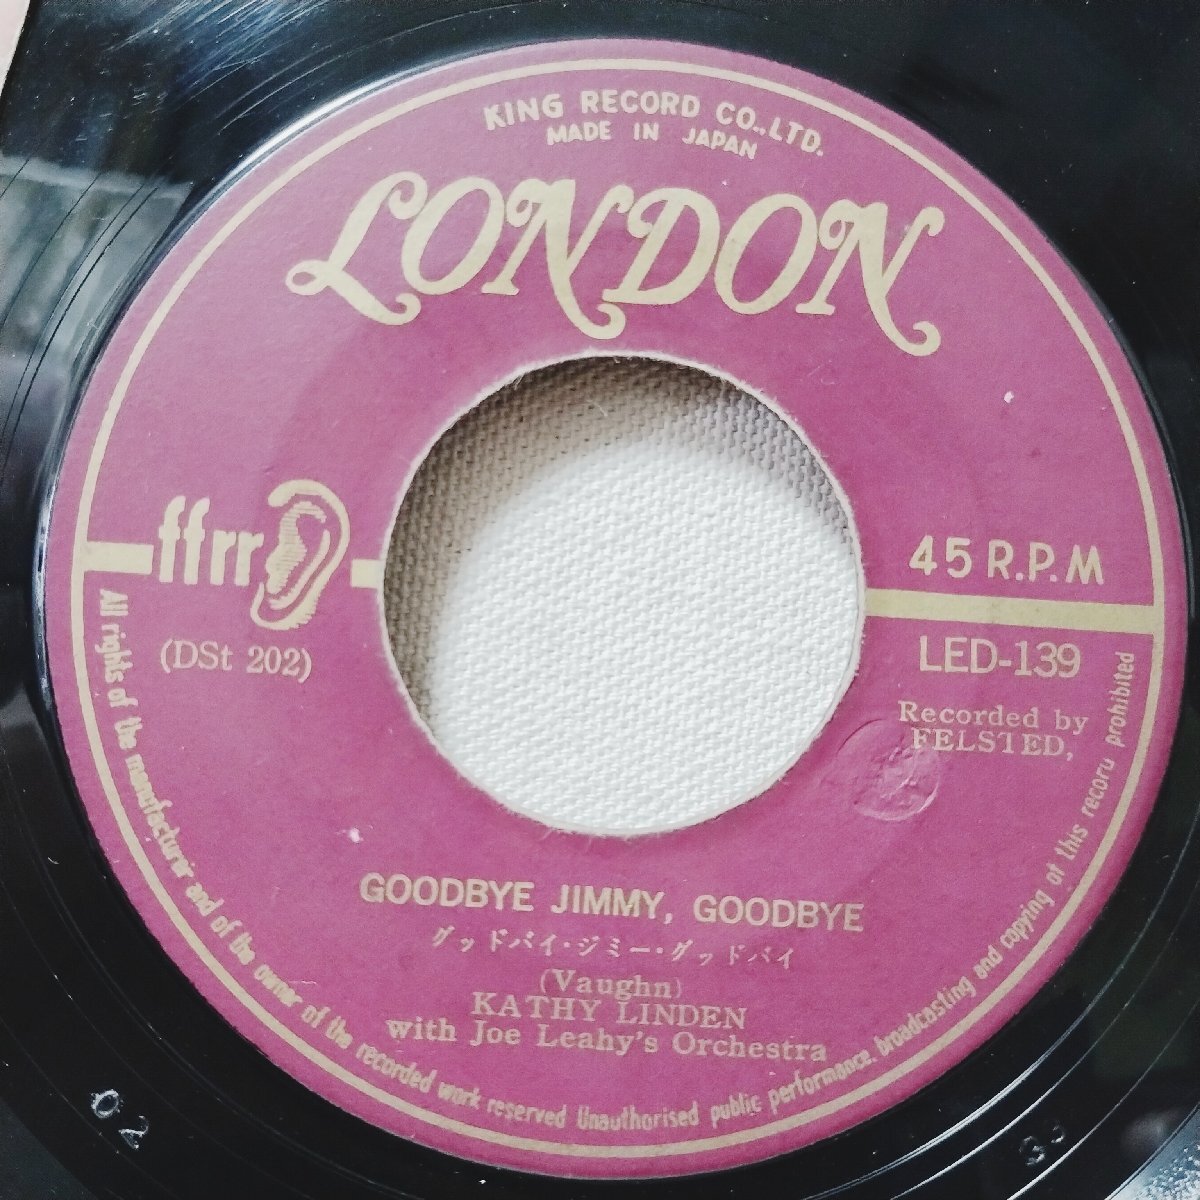 KING RECORD CO.,LTD.
MADE IN JAPAN
LONDON
ffrr
45 R.P.M
(DSt 202)
LED-139
Recorded by
FELSTED,
GOODBYE JIMMY, GOODBYE
グッドバイ・ジミー・グッドバイ
(Vaughn)
KATHY LINDEN
with Joe Leahy's Orchestra
All rights of the manufacturer and of the owner of the recorded work reserved Unauthorised public performance. broadcasting and copying of this record prohibited
02